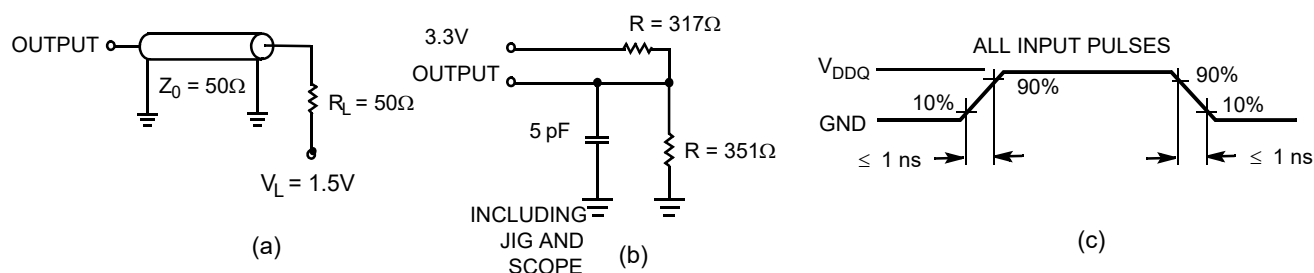 OUTPUT
Z0 = 50Ω
RL = 50Ω
VL = 1.5V
(a)
3.3V
OUTPUT
R = 317Ω
5 pF
R = 351Ω
INCLUDING
JIG AND
SCOPE
(b)
ALL INPUT PULSES
VDDQ
GND
10%
90%
90%
10%
≤ 1 ns
≤ 1 ns
(c)